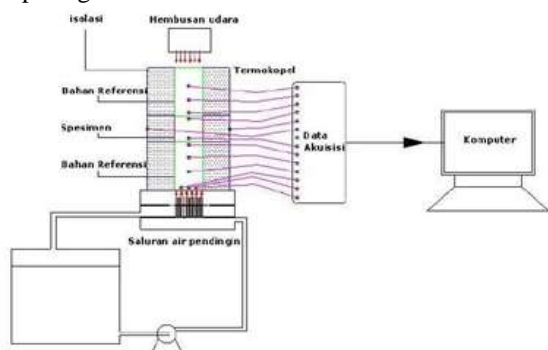 isolasi
Hembusan udara
Termokopel
Bahan Referensi
Spesimen
Bahan Referensi
Data
Akuisisi
Komputer
Saluran air pendingin